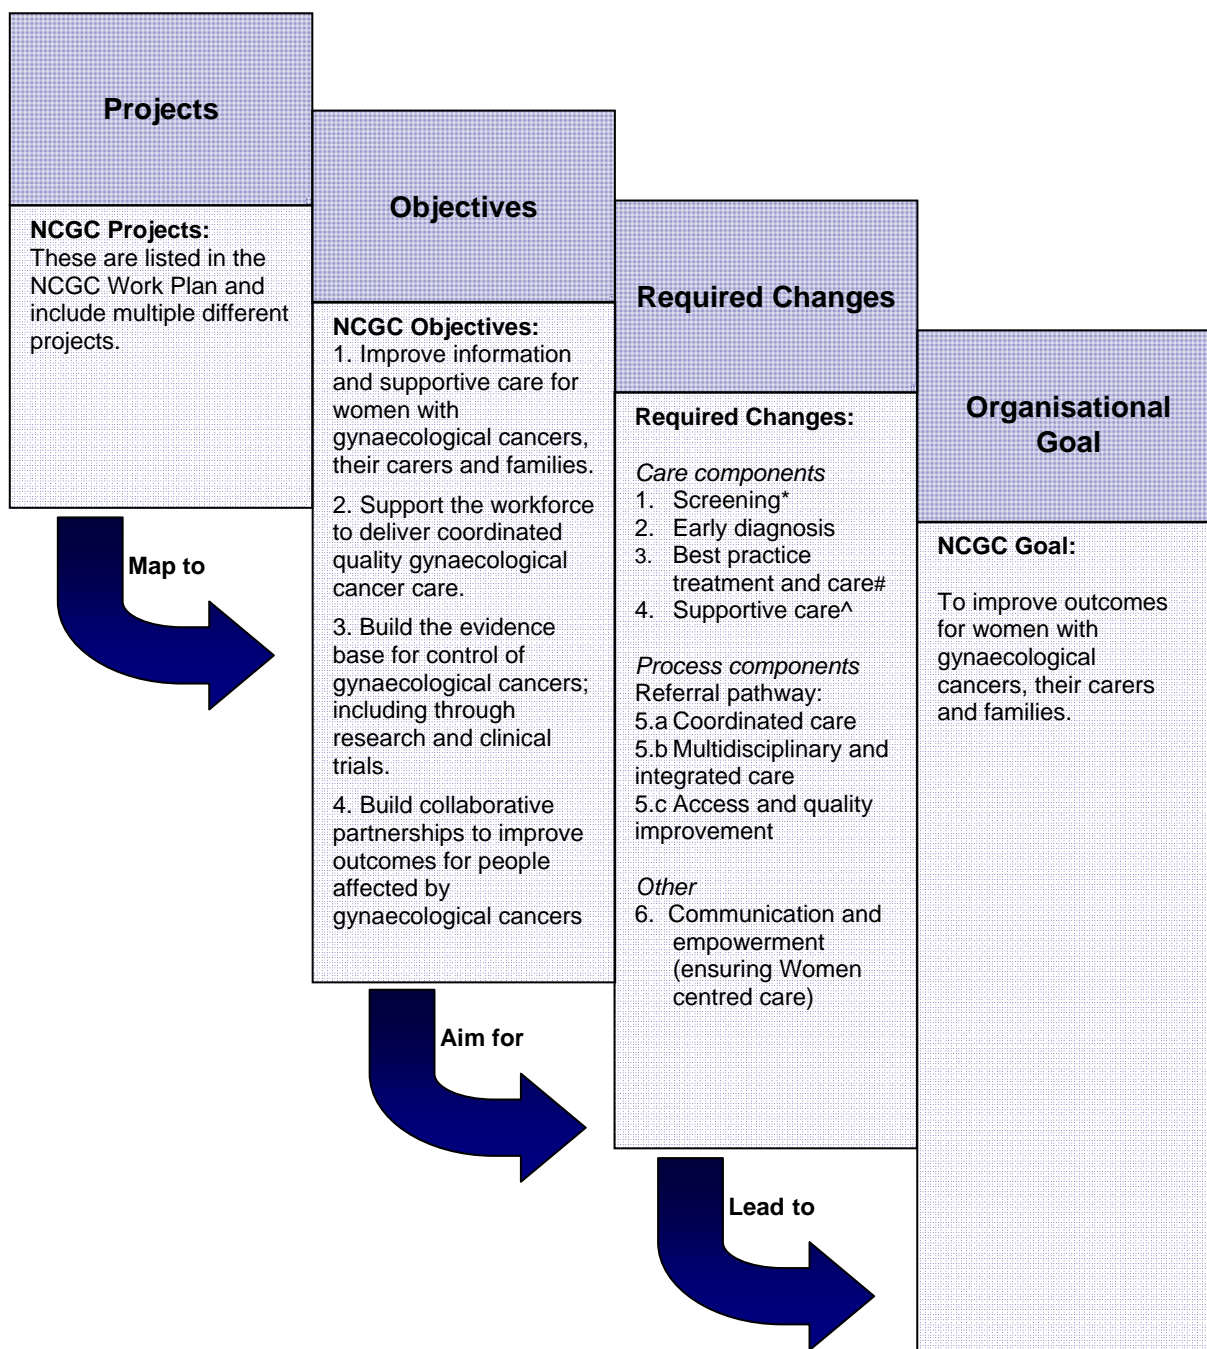 Projects
NCGC Projects:
These are listed in the
NCGC Work Plan and
include multiple different
projects.
Map to
Objectives
NCGC Objectives:
1. Improve information
and supportive care for
women with
gynaecological cancers,
their carers and families.
2. Support the workforce
to deliver coordinated
quality gynaecological
cancer care.
3. Build the evidence
base for control of
gynaecological cancers;
including through
research and clinical
trials.
4. Build collaborative
partnerships to improve
outcomes for people
affected by
gynaecological cancers
Aim for
Required Changes
Required Changes:
Care components
1. Screening*
2. Early diagnosis
3. Best practice
treatment and care#
4. Supportive care^
Process components
Referral pathway:
5.a Coordinated care
5.b Multidisciplinary and
integrated care
5.c Access and quality
improvement
Other
6. Communication and
empowerment
(ensuring Women
centred care)
Lead to
Organisational
Goal
NCGC Goal:
To improve outcomes
for women with
gynaecological
cancers, their carers
and families.